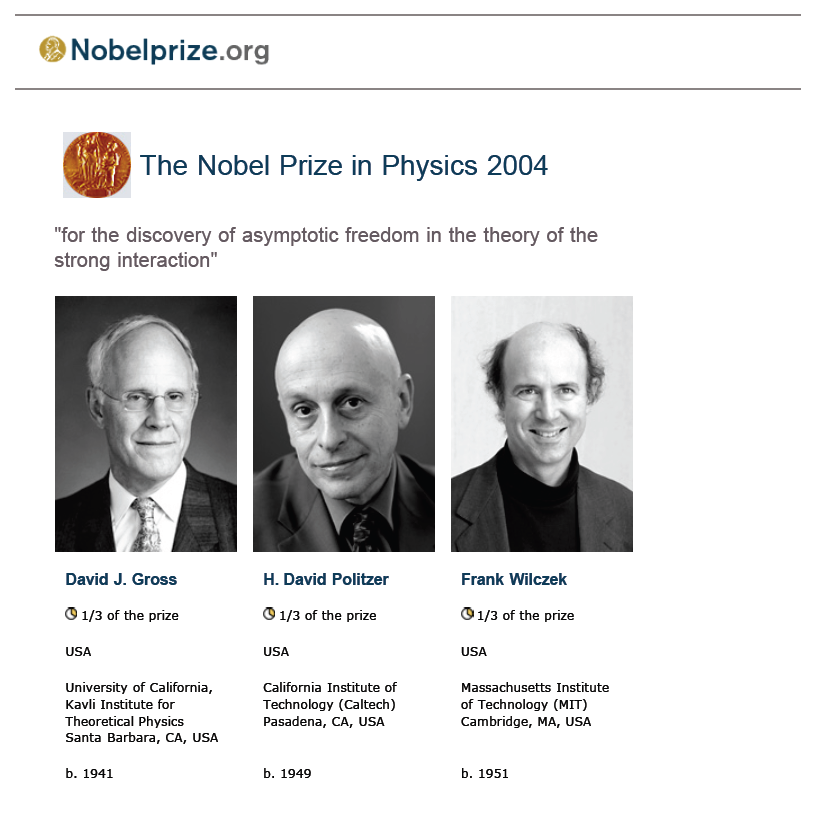 Nobelprize.org
The Nobel Prize in Physics 2004
"for the discovery of asymptotic freedom in the theory of the
strong interaction"
David J. Gross
1/3 of the prize
USA
University of California,
Kavli Institute for
Theoretical Physics
Santa Barbara, CA, USA
b. 1941
H. David Politzer
1/3 of the prize
USA
California Institute of
Technology (Caltech)
Pasadena, CA, USA
b. 1949
Frank Wilczek
1/3 of the prize
USA
Massachusetts Institute
of Technology (MIT)
Cambridge, MA, USA
b. 1951